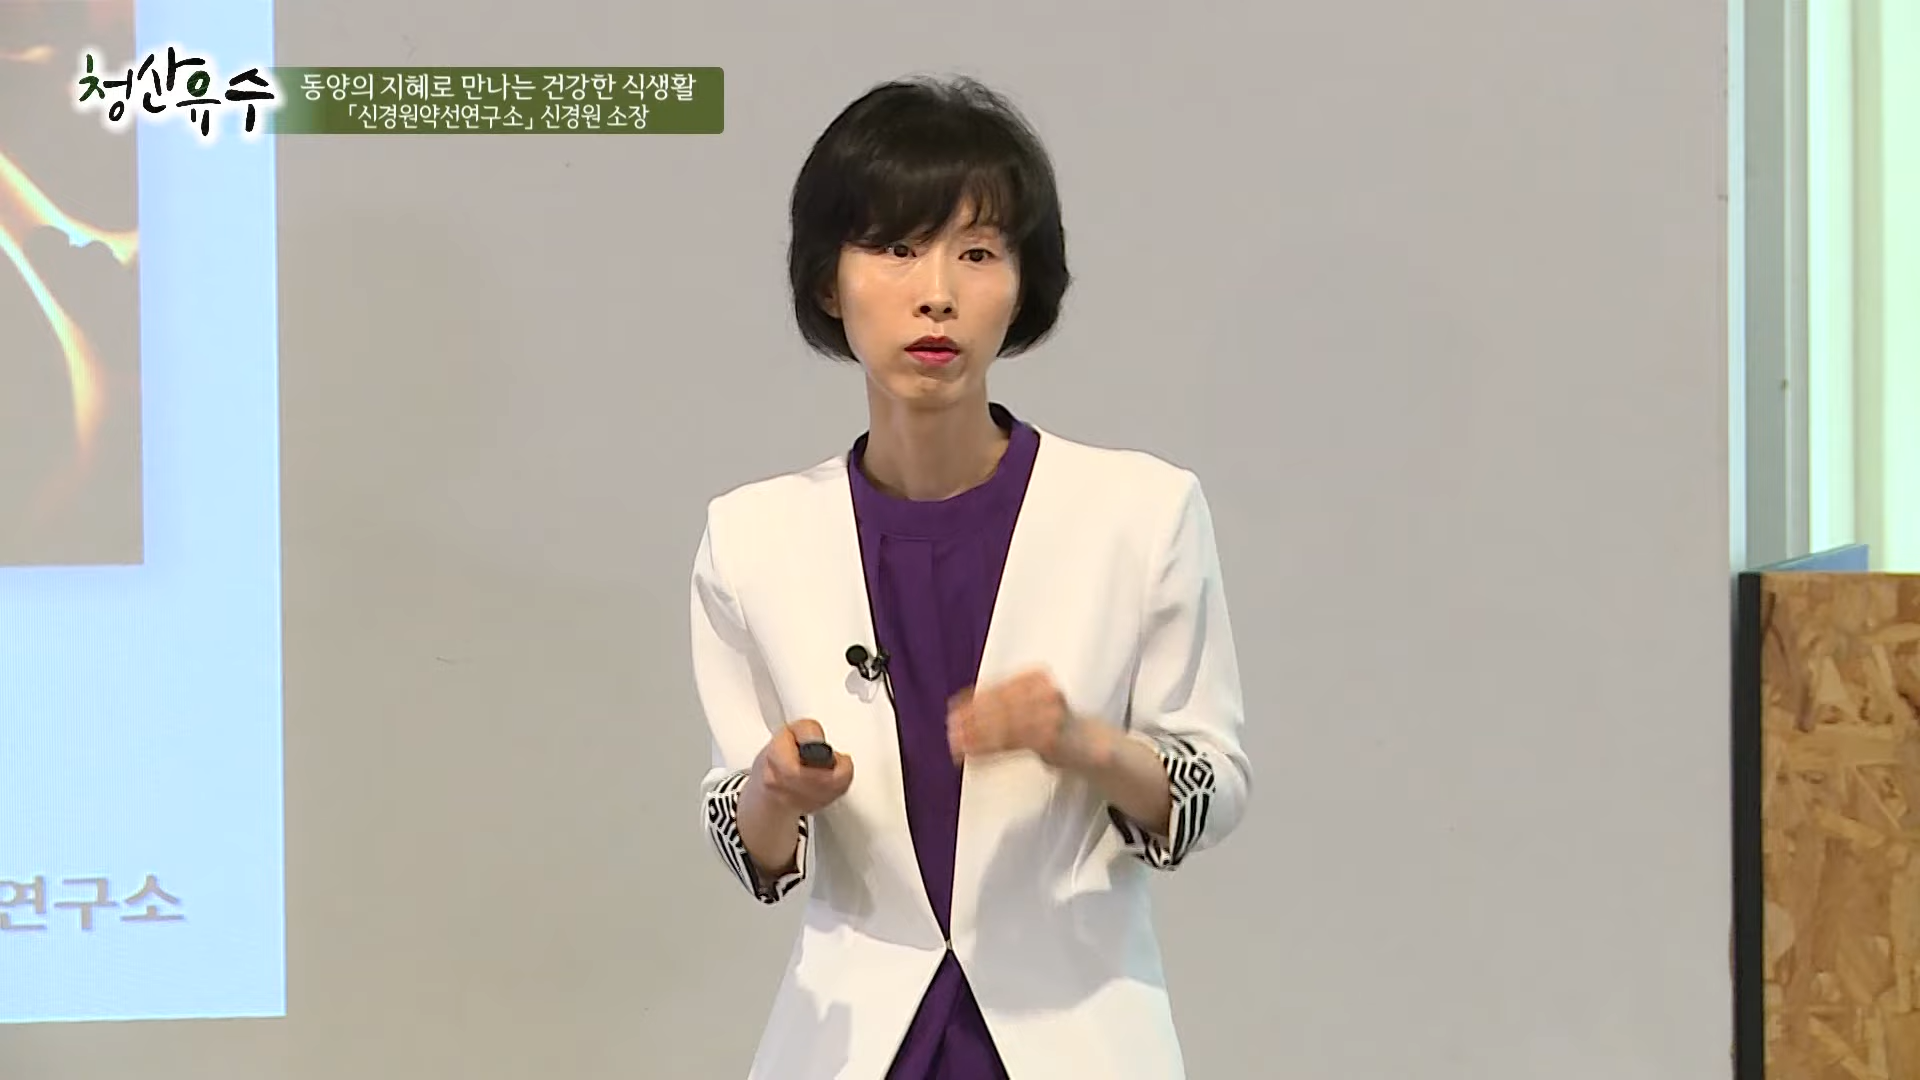 청산유수
동양의 지혜로 만나는 건강한 식생활
「신경원약선연구소」 신경원 소장
연구소